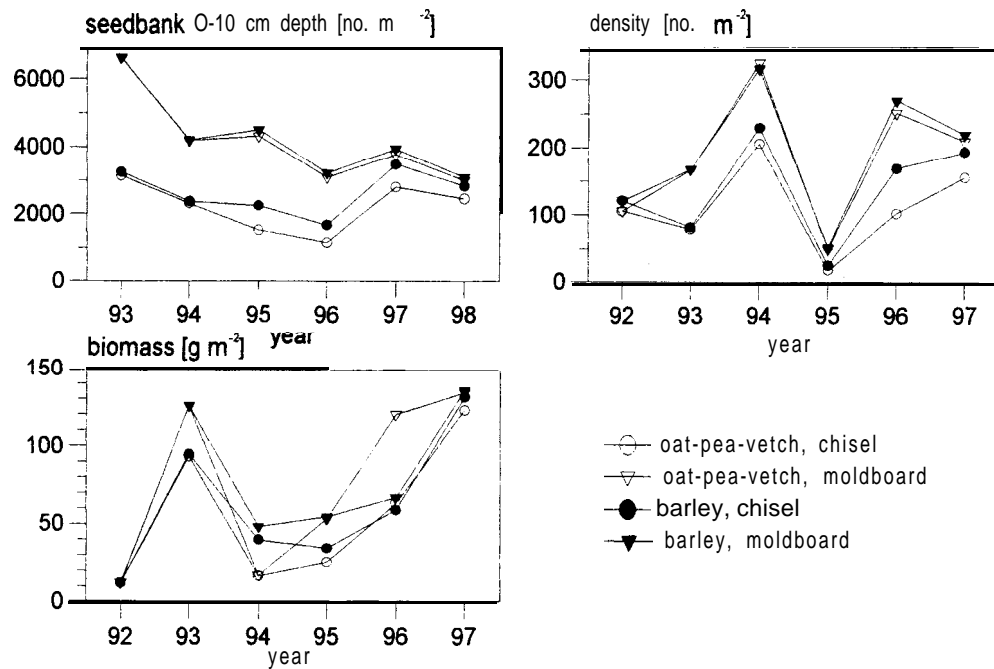 seedbank O-10 cm depth [no. m -2]
6000
4000
2000
0
93 94 95 96 97 98
year
density [no. m-2]
300
200
100
0
92 93 94 95 96 97
year
biomass [g m-2]
150
100
50
0
92 93 94 95 96 97
year
oat-pea-vetch, chisel
oat-pea-vetch, moldboard
barley, chisel
barley, moldboard